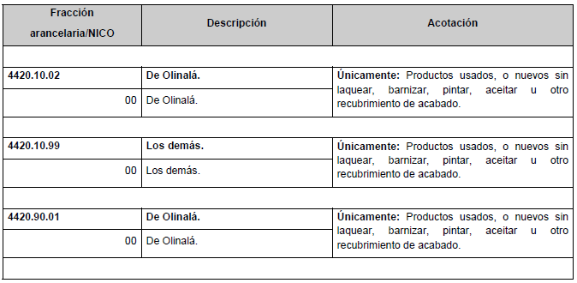 Fracción
arancelaria/NICO
Descripción
Acotación
4420.10.02
De Olinalá.
Únicamente: Productos usados, o nuevos sin
laquear, barnizar, pintar, aceitar u otro
recubrimiento de acabado.
00
De Olinalá.
4420.10.99
Los demás.
Únicamente: Productos usados, o nuevos sin
laquear, barnizar, pintar, aceitar u otro
recubrimiento de acabado.
00
Los demás.
4420.90.01
De Olinalá.
Únicamente: Productos usados, o nuevos sin
laquear, barnizar, pintar, aceitar u otro
recubrimiento de acabado.
00
De Olinalá.